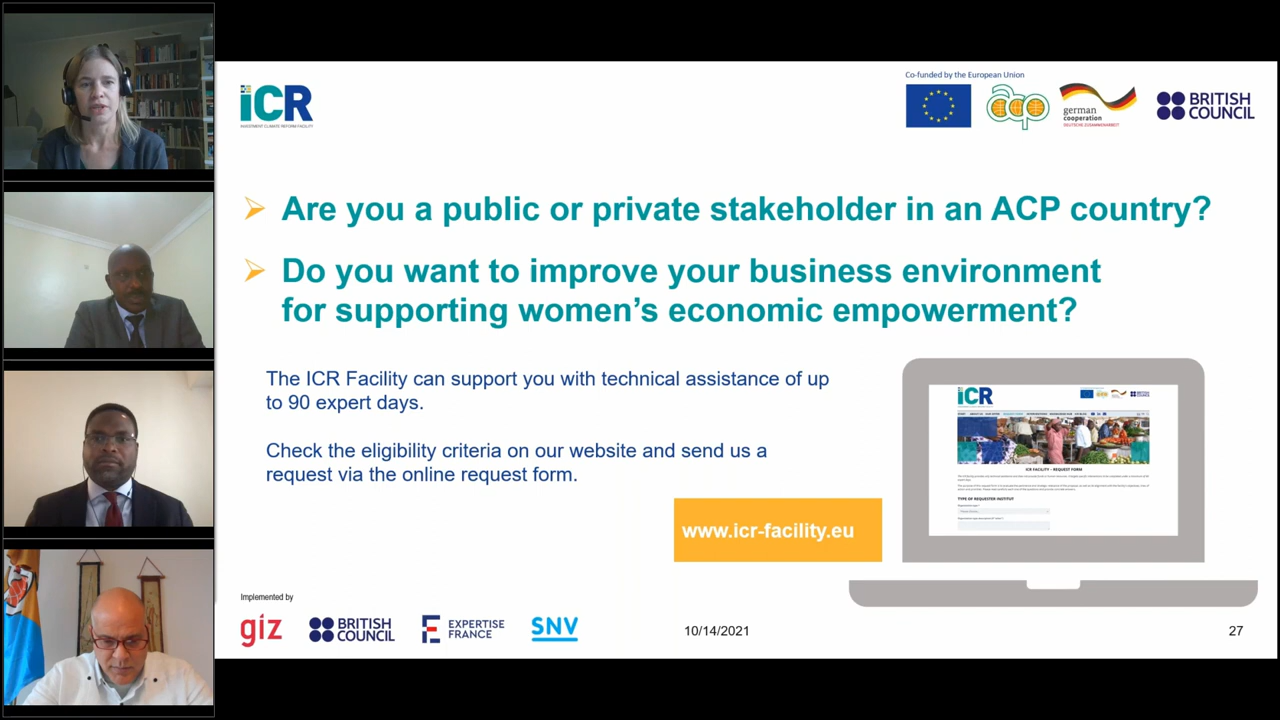 iCR
INVESTMENT CLIMATE REFORM FACILITY
Co-funded by the European Union
acp
german
cooperation
DEUTSCHE ZUSAMMENARBEIT
BRITISH
COUNCIL
Are you a public or private stakeholder in an ACP country?
Do you want to improve your business environment
for supporting women’s economic empowerment?
The ICR Facility can support you with technical assistance of up
to 90 expert days.
Check the eligibility criteria on our website and send us a
request via the online request form.
www.icr-facility.eu
iCR
ICR FACILITY – REQUEST FORM
TYPE OF REQUESTER INSTITUT
Implemented by
giz
BRITISH
COUNCIL
EXPERTISE
FRANCE
SNV
10/14/2021
27